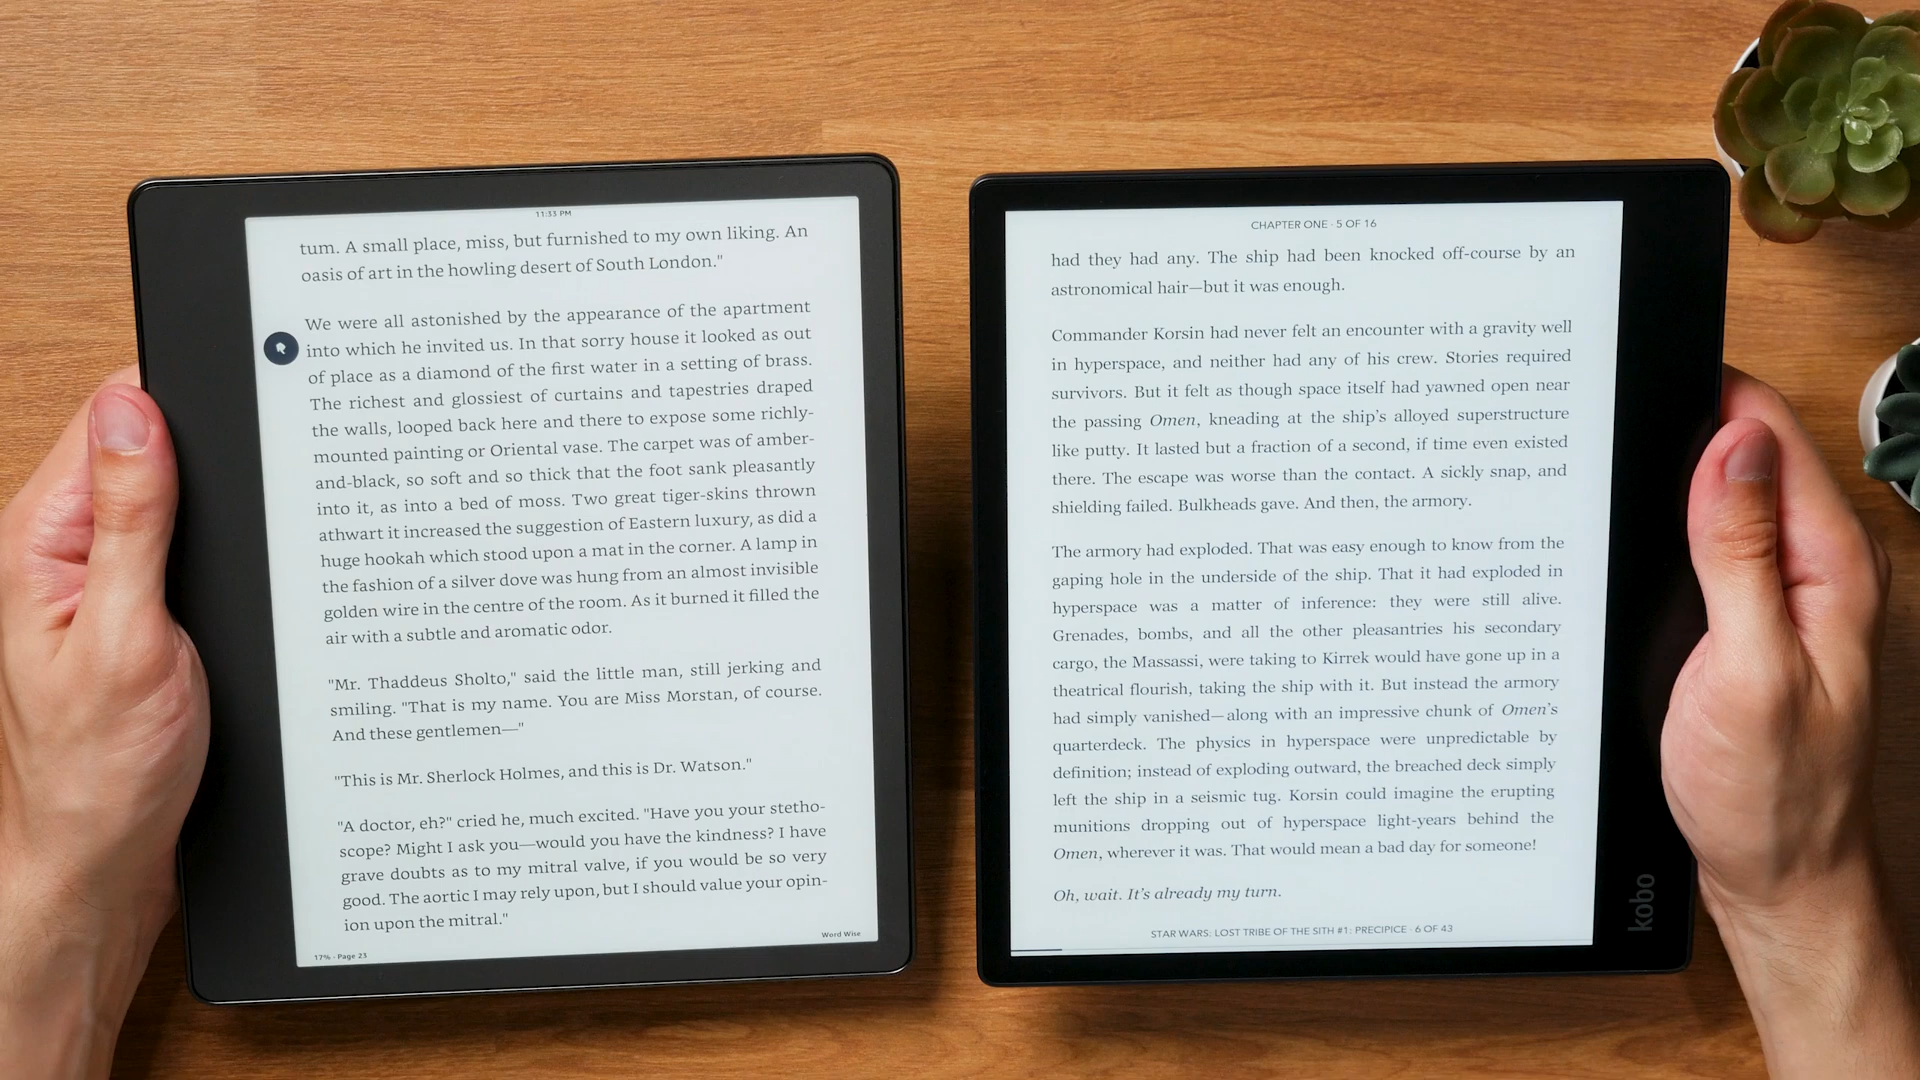 11:33 PM
tum. A small place, miss, but furnished to my own liking. An
oasis of art in the howling desert of South London."
We were all astonished by the appearance of the apartment
into which he invited us. In that sorry house it looked as out
of place as a diamond of the first water in a setting of brass.
The richest and glossiest of curtains and tapestries draped
the walls, looped back here and there to expose some richly-
mounted painting or Oriental vase. The carpet was of amber-
and-black, so soft and so thick that the foot sank pleasantly
into it, as into a bed of moss. Two great tiger-skins thrown
athwart it increased the suggestion of Eastern luxury, as did a
huge hookah which stood upon a mat in the corner. A lamp in
the fashion of a silver dove was hung from an almost invisible
golden wire in the centre of the room. As it burned it filled the
air with a subtle and aromatic odor.
"Mr. Thaddeus Sholto," said the little man, still jerking and
smiling. "That is my name. You are Miss Morstan, of course.
And these gentlemen—"
"This is Mr. Sherlock Holmes, and this is Dr. Watson."
"A doctor, eh?" cried he, much excited. "Have you your stetho-
scope? Might I ask you—would you have the kindness? I have
grave doubts as to my mitral valve, if you would be so very
good. The aortic I may rely upon, but I should value your opin-
ion upon the mitral."
Word Wise
17% - Page 23
CHAPTER ONE · 5 OF 16
had they had any. The ship had been knocked off-course by an
astronomical hair—but it was enough.
Commander Korsin had never felt an encounter with a gravity well
in hyperspace, and neither had any of his crew. Stories required
survivors. But it felt as though space itself had yawned open near
the passing Omen, kneading at the ship's alloyed superstructure
like putty. It lasted but a fraction of a second, if time even existed
there. The escape was worse than the contact. A sickly snap, and
shielding failed. Bulkheads gave. And then, the armory.
The armory had exploded. That was easy enough to know from the
gaping hole in the underside of the ship. That it had exploded in
hyperspace was a matter of inference: they were still alive.
Grenades, bombs, and all the other pleasantries his secondary
cargo, the Massassi, were taking to Kirrek would have gone up in a
theatrical flourish, taking the ship with it. But instead the armory
had simply vanished—along with an impressive chunk of Omen's
quarterdeck. The physics in hyperspace were unpredictable by
definition; instead of exploding outward, the breached deck simply
left the ship in a seismic tug. Korsin could imagine the erupting
munitions dropping out of hyperspace light-years behind the
Omen, wherever it was. That would mean a bad day for someone!
Oh, wait. It's already my turn.
STAR WARS: LOST TRIBE OF THE SITH #1: PRECIPICE · 6 OF 43
kobo